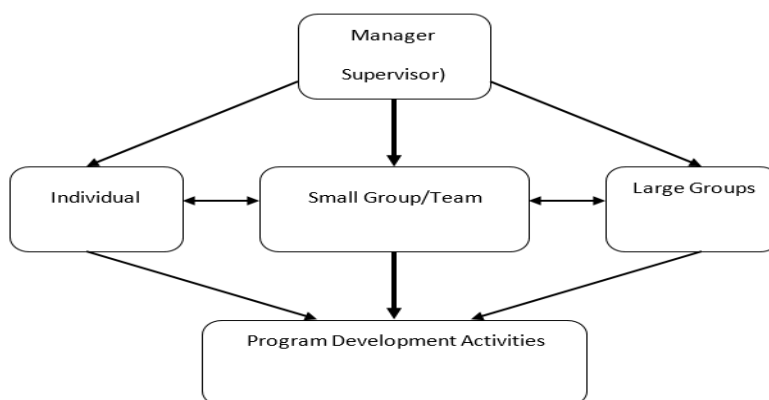 Manager
Supervisor)
Individual
Small Group/Team
Large Groups
Program Development Activities